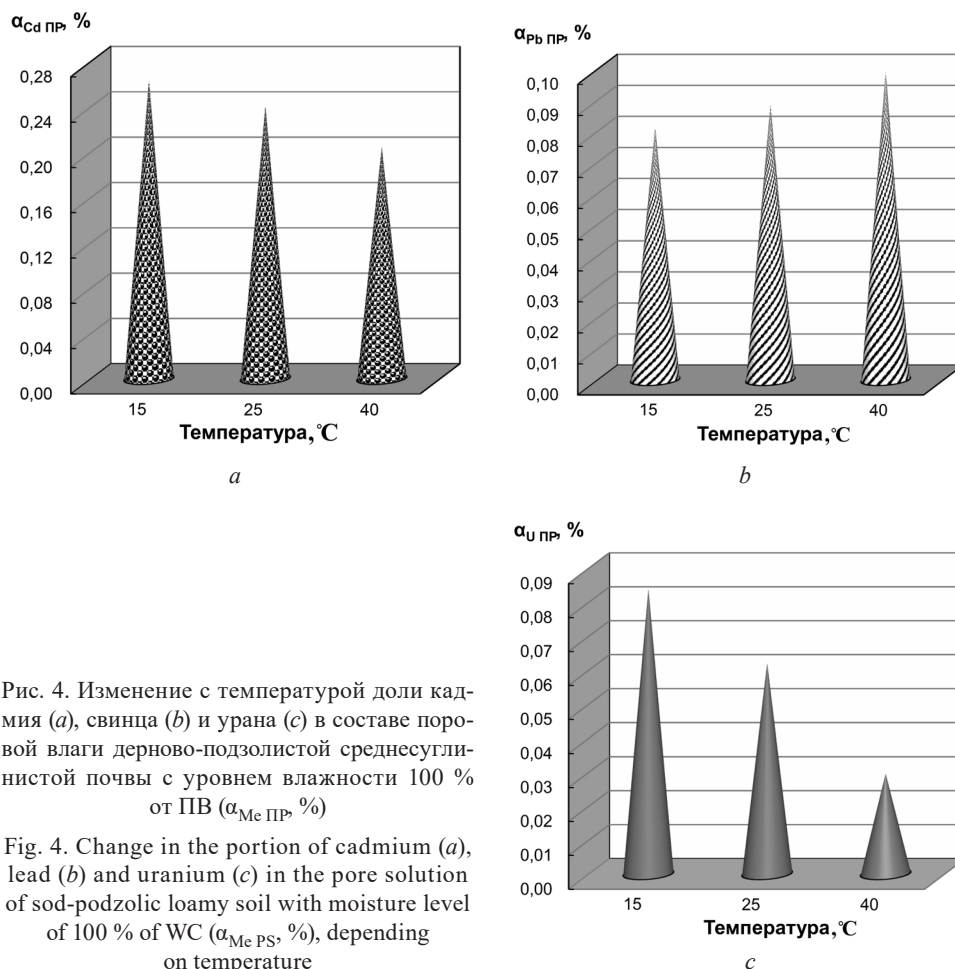 α_Cd ПР, %
0,28
0,24
0,20
0,16
0,12
0,08
0,04
0,00
15 25 40
Температура, °C
a
α_Pb ПР, %
0,10
0,09
0,08
0,07
0,06
0,05
0,04
0,03
0,02
0,01
0,00
15 25 40
Температура, °C
b
α_U ПР, %
0,09
0,08
0,07
0,06
0,05
0,04
0,03
0,02
0,01
0,00
15 25 40
Температура, °C
c
Рис. 4. Изменение с температурой доли кад-
мия (a), свинца (b) и урана (c) в составе поро-
вой влаги дерново-подзолистой среднесугли-
нистой почвы с уровнем влажности 100 %
от ПВ (α_Me ПР, %)
Fig. 4. Change in the portion of cadmium (a),
lead (b) and uranium (c) in the pore solution
of sod-podzolic loamy soil with moisture level
of 100 % of WC (α_Me PS, %), depending
on temperature